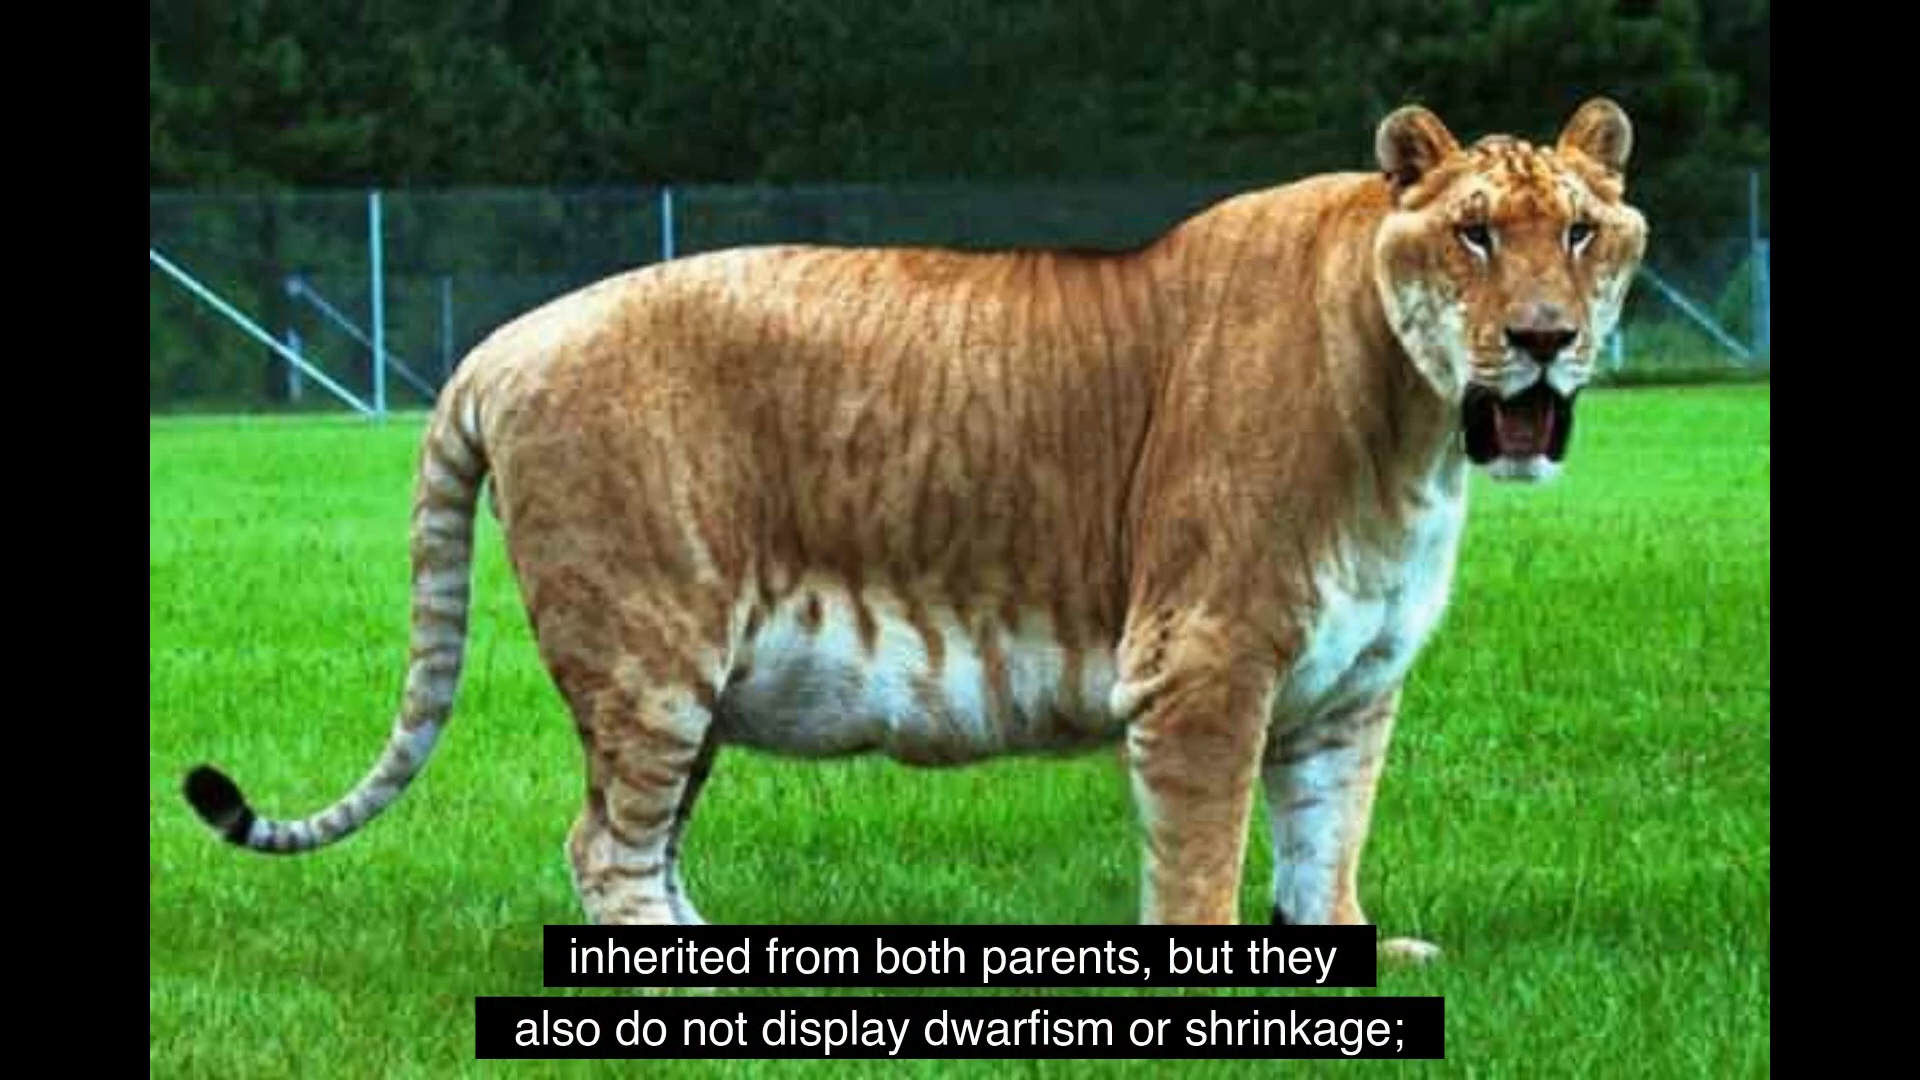 inherited from both parents, but they
also do not display dwarfism or shrinkage;